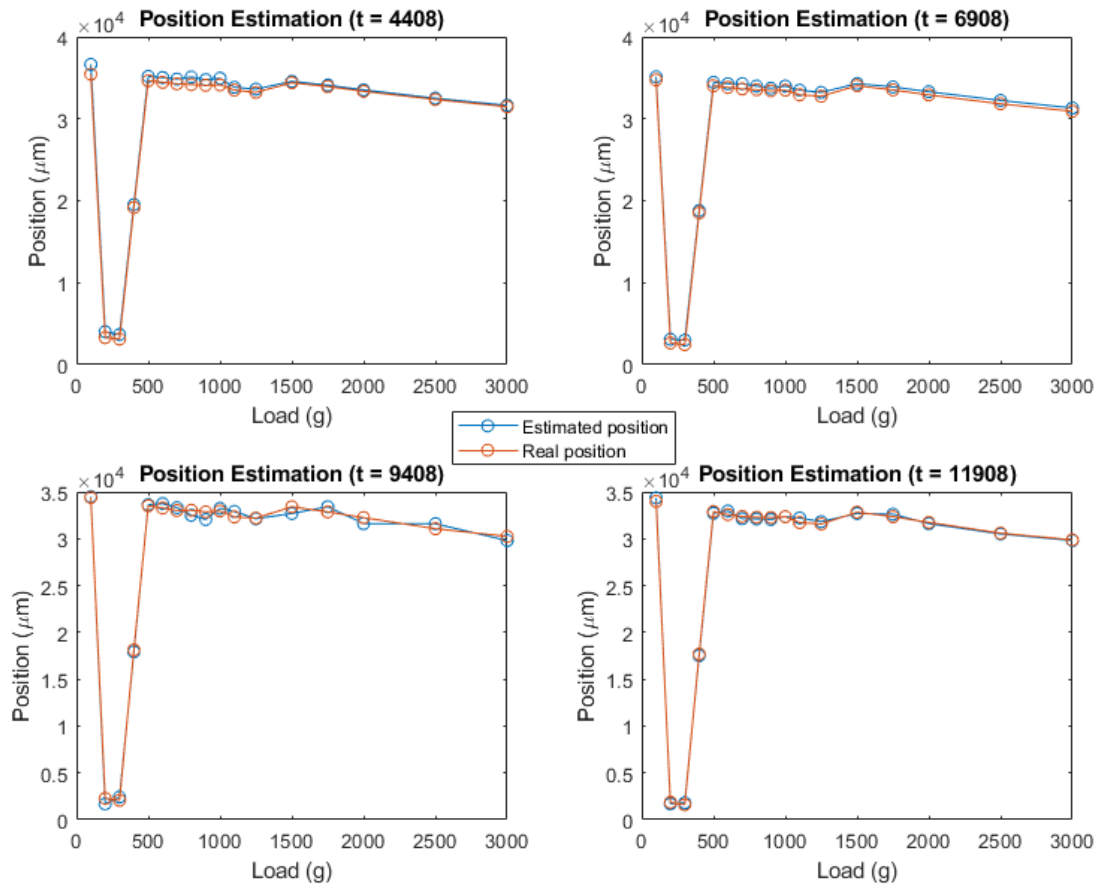 Position Estimation (t = 4408)
×10⁴
4
3
2
1
0
Position (μm)
0 500 1000 1500 2000 2500 3000
Load (g)
Position Estimation (t = 6908)
×10⁴
4
3
2
1
0
Position (μm)
0 500 1000 1500 2000 2500 3000
Load (g)
Estimated position
Real position
Position Estimation (t = 9408)
×10⁴
3.5
3
2.5
2
1.5
1
0.5
0
Position (μm)
0 500 1000 1500 2000 2500 3000
Load (g)
Position Estimation (t = 11908)
×10⁴
3.5
3
2.5
2
1.5
1
0.5
0
Position (μm)
0 500 1000 1500 2000 2500 3000
Load (g)